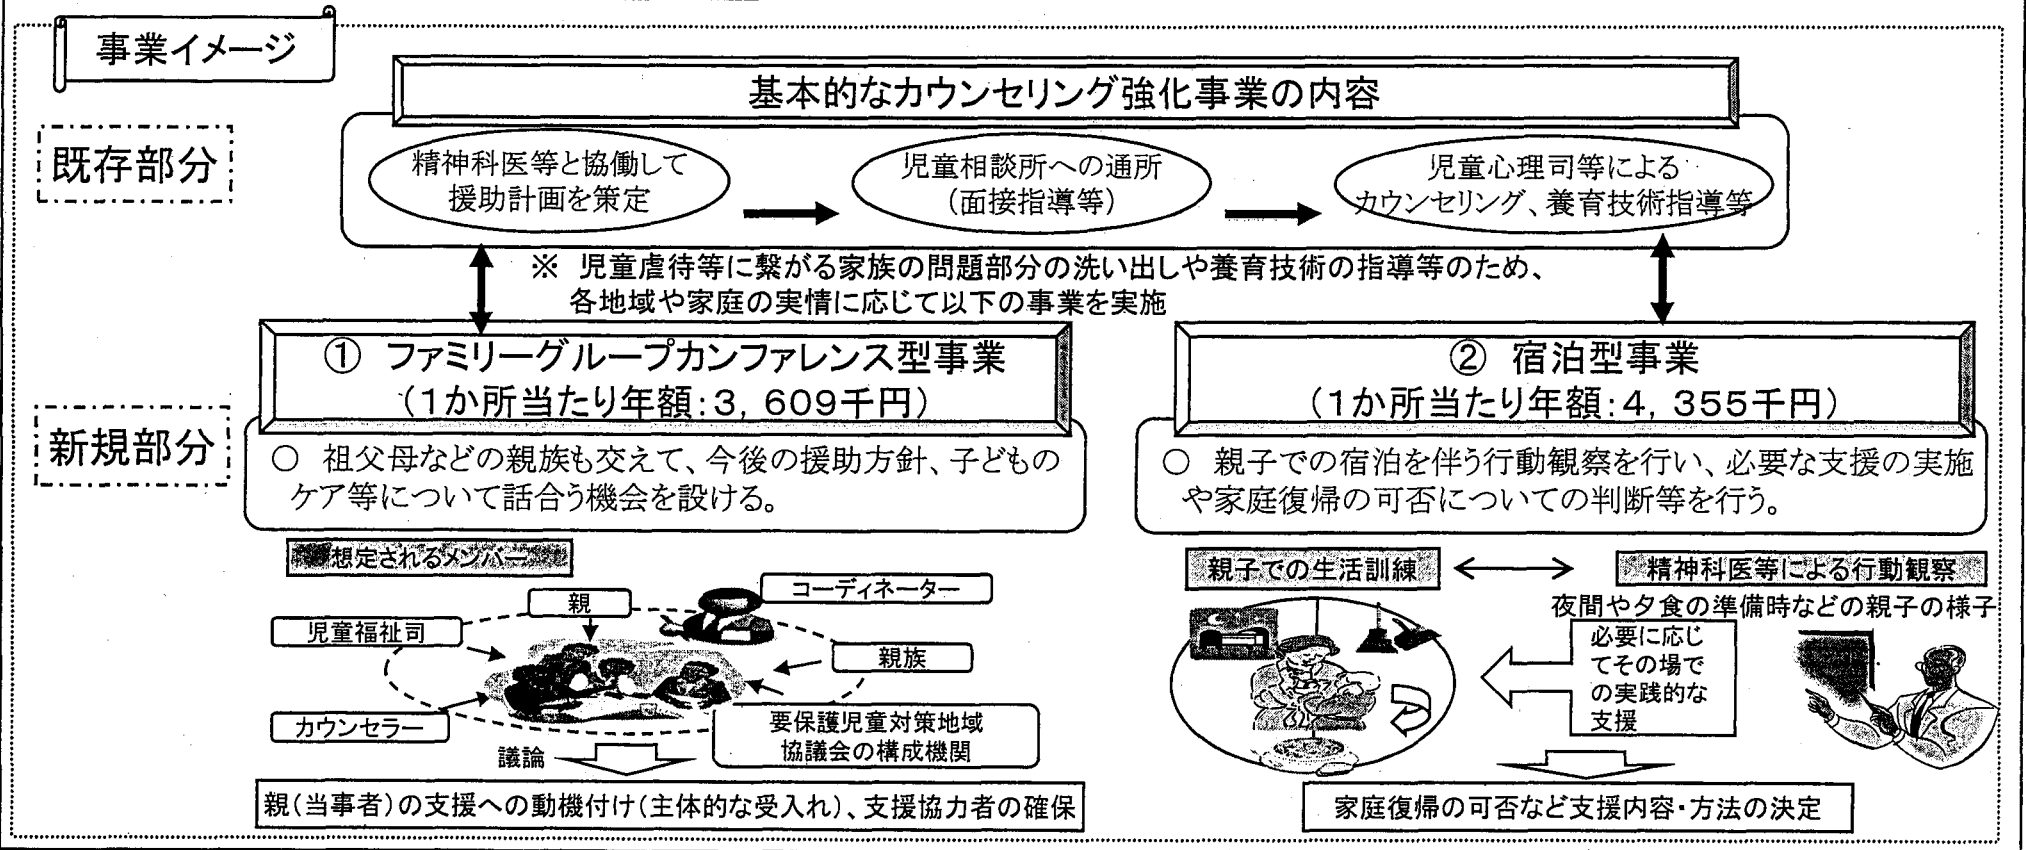 事業イメージ
基本的なカウンセリング強化事業の内容
既存部分
精神科医等と協働して
援助計画を策定
児童相談所への通所
（面接指導等）
児童心理司等による
カウンセリング、養育技術指導等
※　児童虐待等に繋がる家族の問題部分の洗い出しや養育技術の指導等のため、
各地域や家庭の実情に応じて以下の事業を実施
新規部分
①　ファミリーグループカンファレンス型事業
（１か所当たり年額：３，６０９千円）
○　祖父母などの親族も交えて、今後の援助方針、子どもの
ケア等について話合う機会を設ける。
想定されるメンバー
コーディネーター
親
児童福祉司
親族
カウンセラー
要保護児童対策地域
協議会の構成機関
議論
親（当事者）の支援への動機付け（主体的な受入れ）、支援協力者の確保
②　宿泊型事業
（１か所当たり年額：４，３５５千円）
○　親子での宿泊を伴う行動観察を行い、必要な支援の実施
や家庭復帰の可否についての判断等を行う。
親子での生活訓練
精神科医等による行動観察
夜間や夕食の準備時などの親子の様子
必要に応じ
てその場で
の実践的な
支援
家庭復帰の可否など支援内容・方法の決定